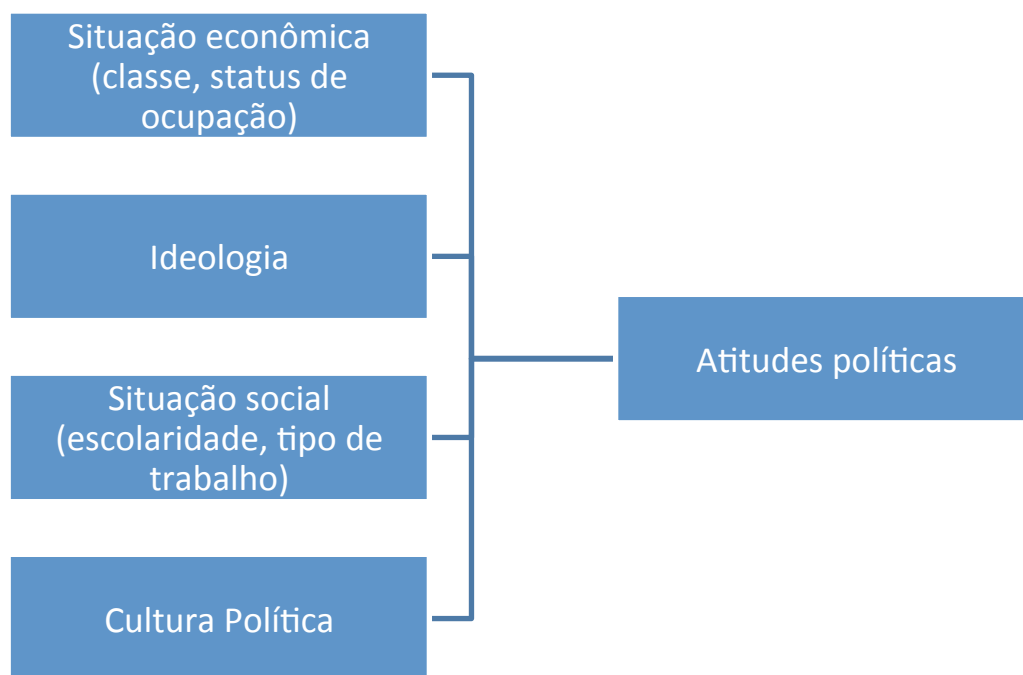 Situação econômica
(classe, status de
ocupação)
Ideologia
Situação social
(escolaridade, tipo de
trabalho)
Cultura Política
Atitudes políticas